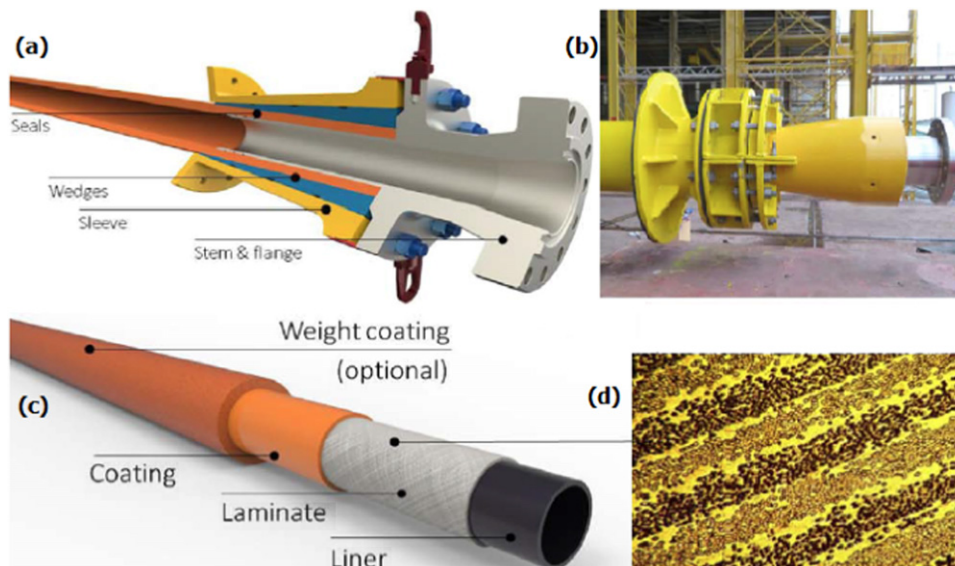 (a)
(b)
Seals
Wedges
Sleeve
Stem & flange
Weight coating
(optional)
(c)
(d)
Coating
Laminate
Liner